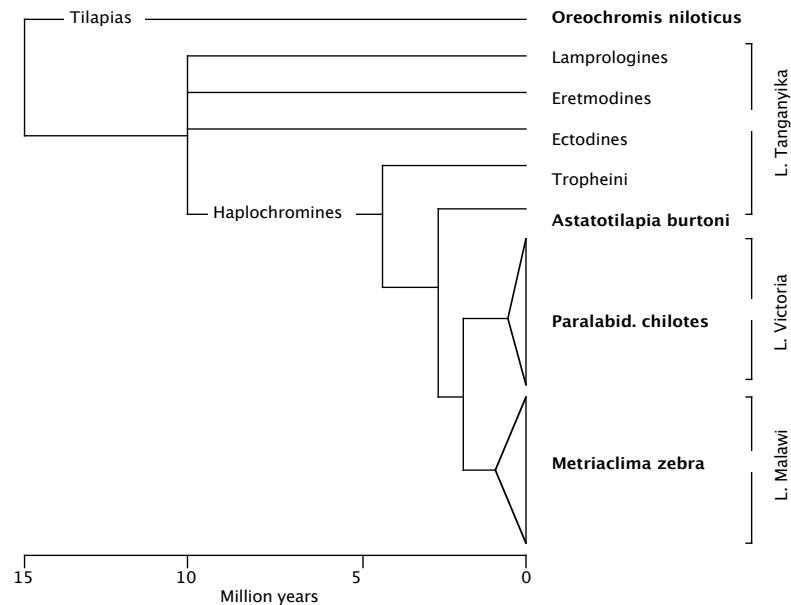 Tilapias
Oreochromis niloticus
Lamprologines
Eretmodines
Ectodines
Tropheini
Haplochromines
Astatotilapia burtoni
Paralabid. chilotes
Metriaclima zebra
L. Tanganyika
L. Victoria
L. Malawi
15 10 5 0
Million years